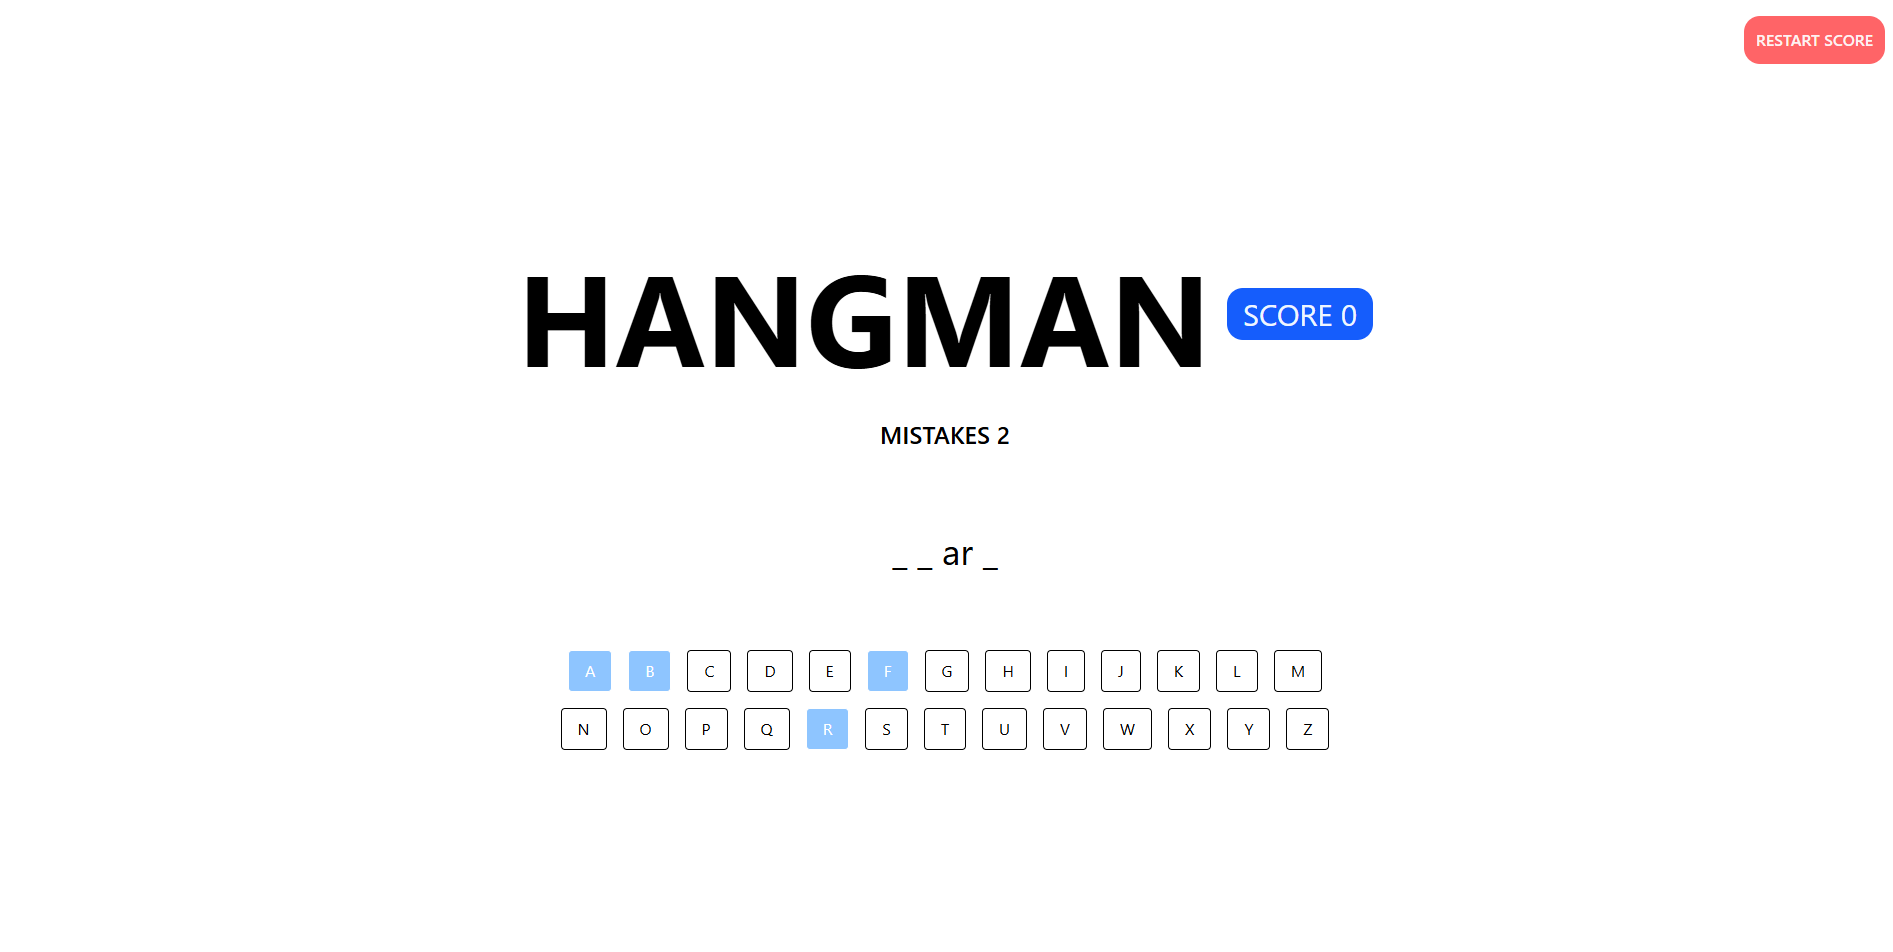 RESTART SCORE
HANGMAN
SCORE 0
MISTAKES 2
_ _ ar _
A B C D E F G H I J K L M
N O P Q R S T U V W X Y Z